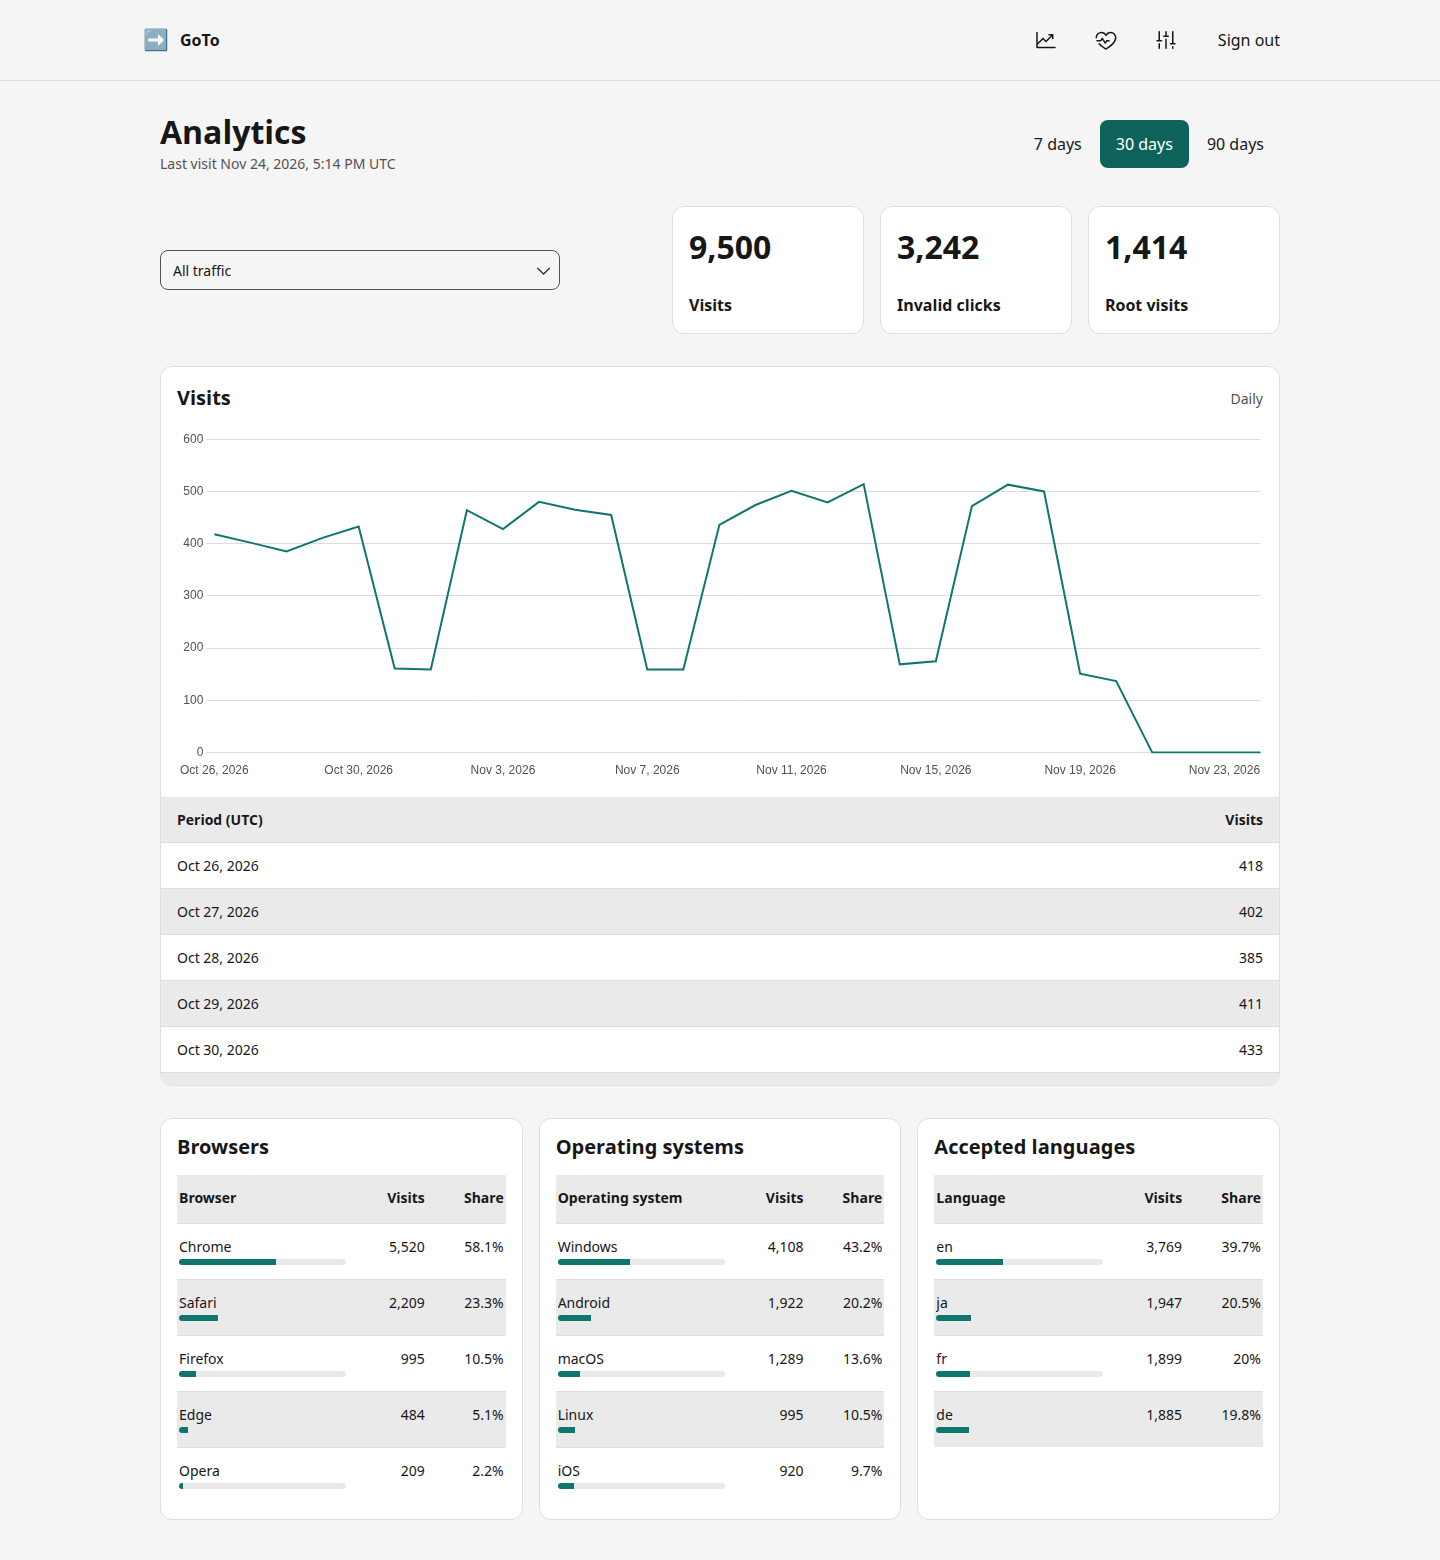 GoTo
Sign out
Analytics
Last visit Nov 24, 2026, 5:14 PM UTC
7 days 30 days 90 days
All traffic
9,500
Visits
3,242
Invalid clicks
1,414
Root visits
Visits
Daily
600
500
400
300
200
100
0
Oct 26, 2026 Oct 30, 2026 Nov 3, 2026 Nov 7, 2026 Nov 11, 2026 Nov 15, 2026 Nov 19, 2026 Nov 23, 2026
Period (UTC) Visits
Oct 26, 2026 418
Oct 27, 2026 402
Oct 28, 2026 385
Oct 29, 2026 411
Oct 30, 2026 433
Browsers
Browser Visits Share
Chrome 5,520 58.1%
Safari 2,209 23.3%
Firefox 995 10.5%
Edge 484 5.1%
Opera 209 2.2%
Operating systems
Operating system Visits Share
Windows 4,108 43.2%
Android 1,922 20.2%
macOS 1,289 13.6%
Linux 995 10.5%
iOS 920 9.7%
Accepted languages
Language Visits Share
en 3,769 39.7%
ja 1,947 20.5%
fr 1,899 20%
de 1,885 19.8%